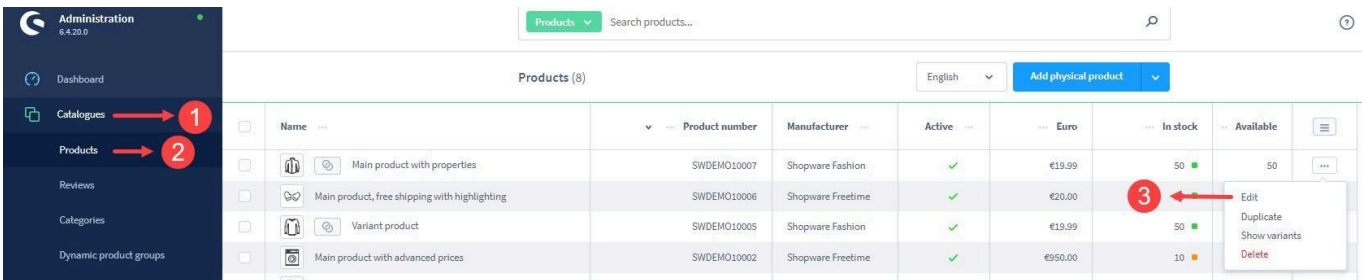 Administration
6.4.20.0
Products
Search products...
Dashboard
Products (8)
English
Add physical product
Catalogues
1
Name
Product number
Manufacturer
Active
Euro
In stock
Available
Products
2
Main product with properties
SWDEMO10007
Shopware Fashion
€19.99
50
50
Reviews
Main product, free shipping with highlighting
SWDEMO10006
Shopware Freetime
€20.00
3
Edit
Duplicate
Show variants
Delete
Categories
Variant product
SWDEMO10005
Shopware Fashion
€19.99
50
Dynamic product groups
Main product with advanced prices
SWDEMO10002
Shopware Freetime
€950.00
10